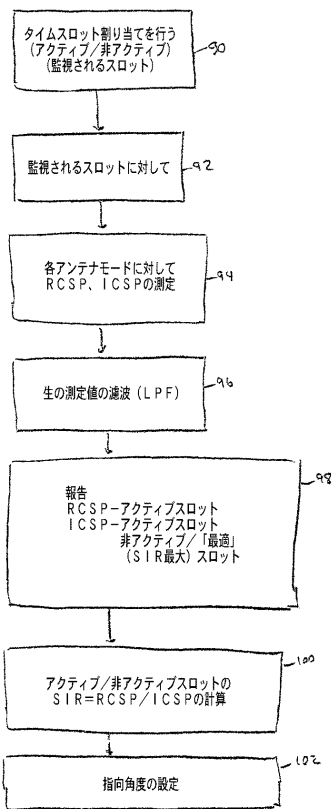 タイムスロット割り当てを行う
(アクティブ/非アクティブ)
(監視されるスロット)
90
監視されるスロットに対して
92
各アンテナモードに対して
RCSP、ICSPの測定
94
生の測定値の濾波(LPF)
96
報告
RCSP-アクティブスロット
ICSP-アクティブスロット
非アクティブ/「最適」
(SIR最大)スロット
98
アクティブ/非アクティブスロットの
SIR=RCSP/ICSPの計算
100
指向角度の設定
102